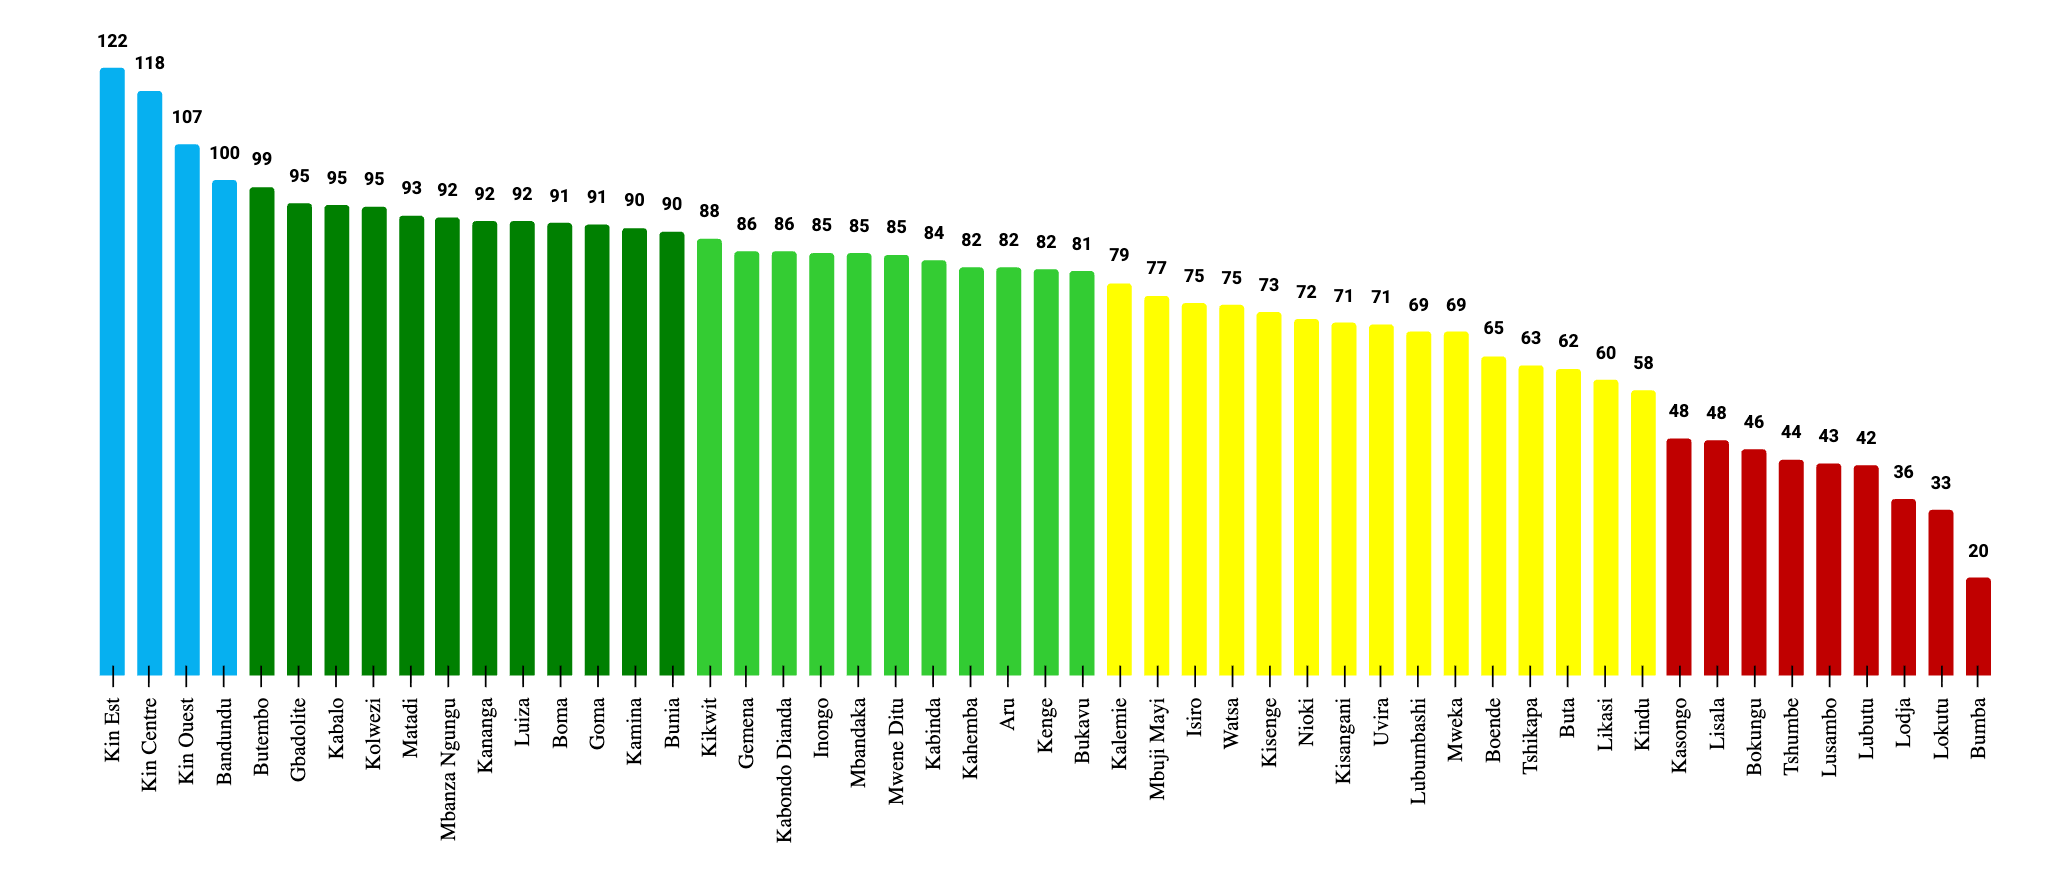 122
118
107
100
99
95
95
95
93
92
92
92
91
91
90
90
88
86
86
85
85
85
84
82
82
82
81
79
77
75
75
73
72
71
71
69
69
65
63
62
60
58
48
48
46
44
43
42
36
33
20
Kin Est
Kin Centre
Kin Ouest
Bandundu
Butembo
Gbadolite
Kabalo
Kolwezi
Matadi
Mbanza Ngungu
Kananga
Luiza
Boma
Goma
Kamina
Bunia
Kikwit
Gemena
Kabondo Dianda
Inongo
Mbandaka
Mwene Ditu
Kabinda
Kahemba
Aru
Kenge
Bukavu
Kalemie
Mbuji Mayi
Isiro
Watsa
Kisenge
Nioki
Kisangani
Uvira
Lubumbashi
Mweka
Boende
Tshikapa
Buta
Likasi
Kindu
Kasongo
Lisala
Bokungu
Tshumbe
Lusambo
Lubutu
Lodja
Lokutu
Bumba